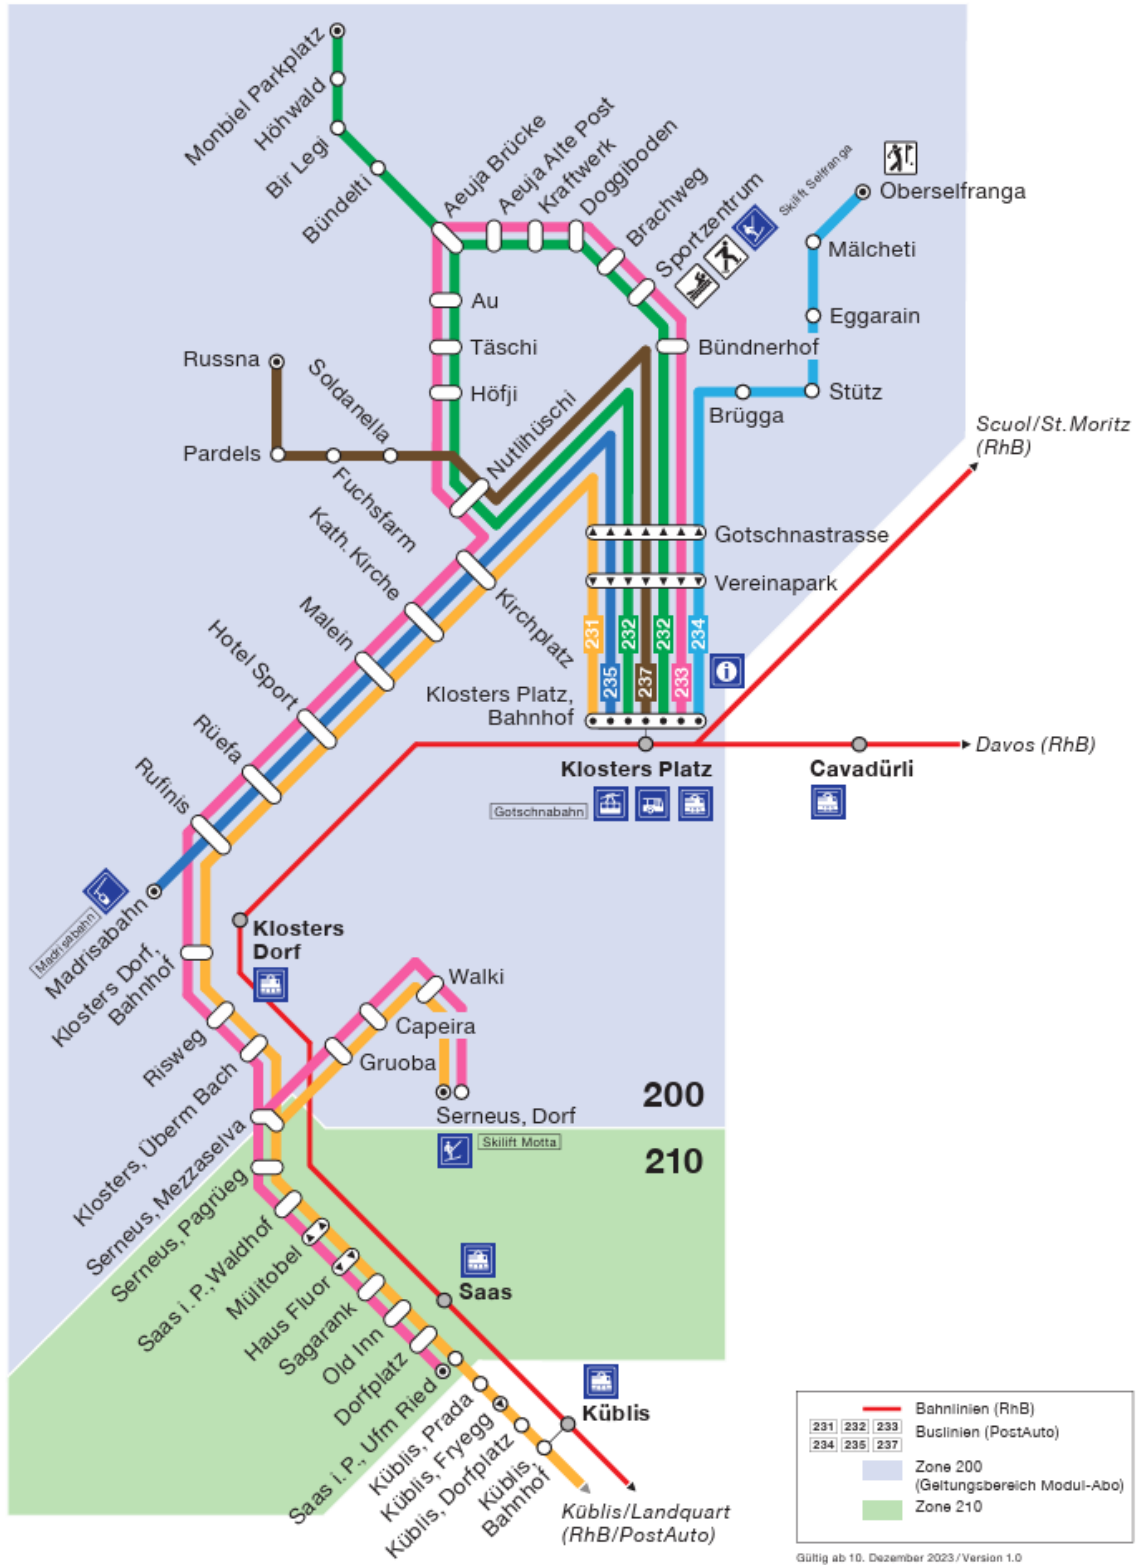 Monbiel Parkplatz
Höhwald
Bir Legi
Bündelti
Aeuja Brücke
Aeuja Alte Post
Kraftwerk
Doggiboden
Brachweg
Sportzentrum
Skilift Selfranga
Oberselfranga
Mälcheti
Eggarain
Stütz
Brügga
Au
Täschi
Höfji
Bündnerhof
Russna
Soldanella
Pardels
Fuchsfarm
Nutlihüschi
Scuol/St. Moritz
(RhB)
Kath. Kirche
Kirchplatz
Malein
Hotel Sport
Rüefa
Rufinis
Gotschnastrasse
Vereinapark
231
235
232
237
232
233
234
Klosters Platz,
Bahnhof
Klosters Platz
Gotschnabahn
Cavadürli
Davos (RhB)
Madrisabahn
Madrisabahn
Klosters Dorf,
Bahnhof
Klosters
Dorf
Risweg
Klosters, Überm Bach
Walki
Capeira
Gruoba
Serneus, Dorf
Skilift Motta
200
210
Serneus, Mezzaselva
Serneus, Pagrüeg
Saas i. P., Waldhof
Mülitobel
Haus Fluor
Sagarank
Old Inn
Dorfplatz
Saas i. P., Ufm Ried
Saas
Küblis, Prada
Küblis, Fryegg
Küblis, Dorfplatz
Küblis,
Bahnhof
Küblis
Küblis/Landquart
(RhB/PostAuto)
Bahnlinien (RhB)
231 232 233
Buslinien (PostAuto)
234 235 237
Zone 200
(Geltungsbereich Modul-Abo)
Zone 210
Gültig ab 10. Dezember 2023 / Version 1.0